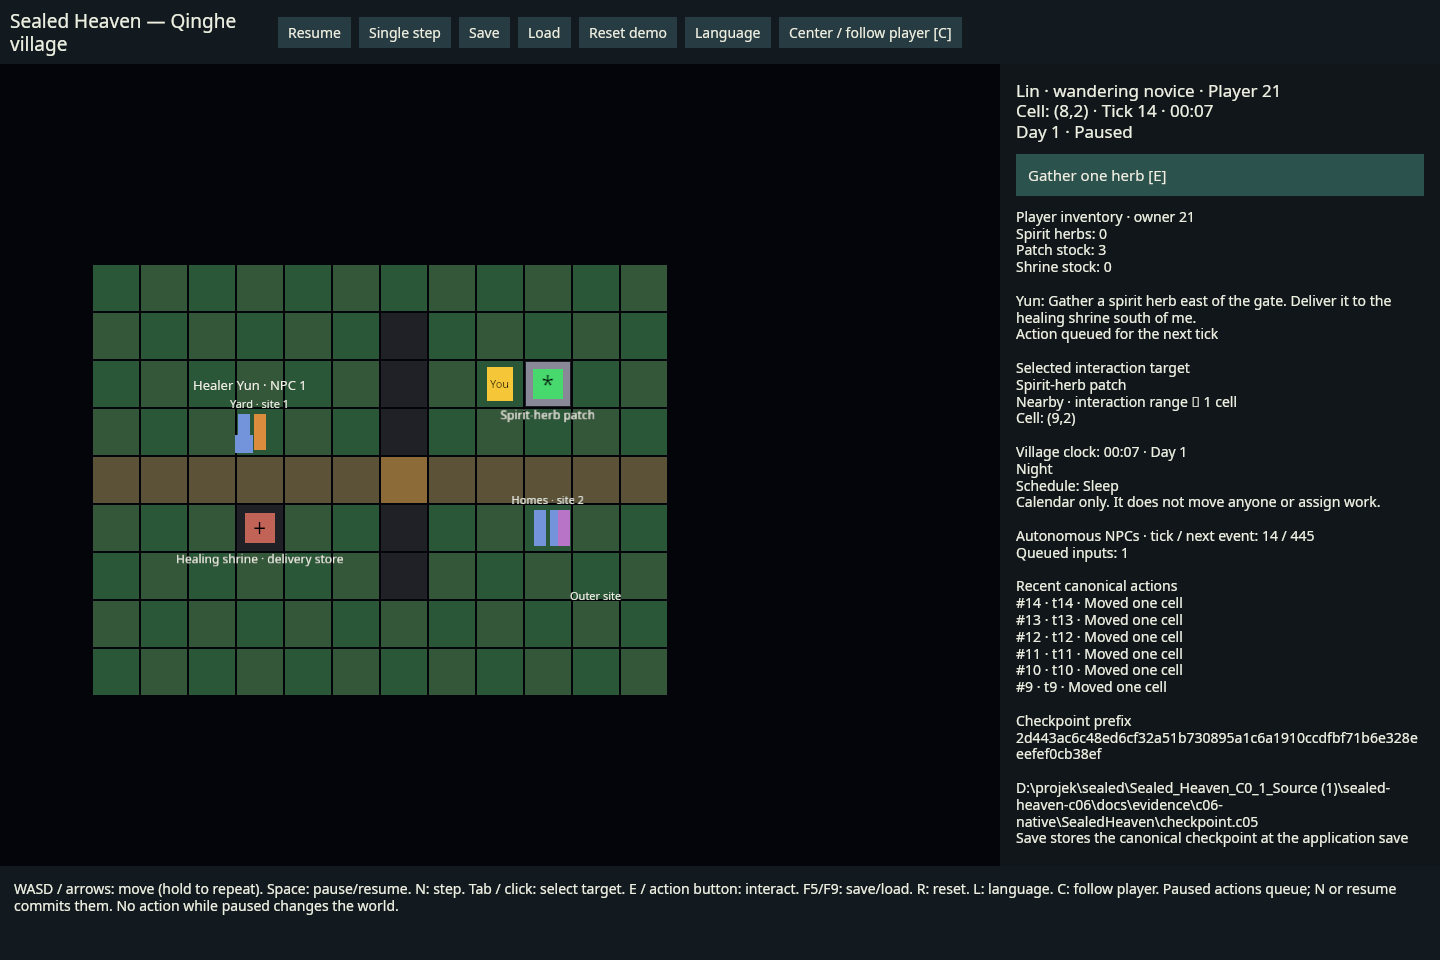 Sealed Heaven — Qinghe
village
Resume
Single step
Save
Load
Reset demo
Language
Center / follow player [C]
Lin · wandering novice · Player 21
Cell: (8,2) · Tick 14 · 00:07
Day 1 · Paused
Gather one herb [E]
Player inventory · owner 21
Spirit herbs: 0
Patch stock: 3
Shrine stock: 0
Yun: Gather a spirit herb east of the gate. Deliver it to the
healing shrine south of me.
Action queued for the next tick
Selected interaction target
Spirit-herb patch
Nearby · interaction range ▯ 1 cell
Cell: (9,2)
Village clock: 00:07 · Day 1
Night
Schedule: Sleep
Calendar only. It does not move anyone or assign work.
Autonomous NPCs · tick / next event: 14 / 445
Queued inputs: 1
Recent canonical actions
#14 · t14 · Moved one cell
#13 · t13 · Moved one cell
#12 · t12 · Moved one cell
#11 · t11 · Moved one cell
#10 · t10 · Moved one cell
#9 · t9 · Moved one cell
Checkpoint prefix
2d443ac6c48ed6cf32a51b730895a1c6a1910ccdfbf71b6e328e
eefef0cb38ef
D:\projek\sealed\Sealed_Heaven_C0_1_Source (1)\sealed-
heaven-c06\docs\evidence\c06-
native\SealedHeaven\checkpoint.c05
Save stores the canonical checkpoint at the application save
Healer Yun · NPC 1
Yard · site 1
You
*
Spirit-herb patch
Homes · site 2
+
Healing shrine · delivery store
Outer site
WASD / arrows: move (hold to repeat). Space: pause/resume. N: step. Tab / click: select target. E / action button: interact. F5/F9: save/load. R: reset. L: language. C: follow player. Paused actions queue; N or resume
commits them. No action while paused changes the world.